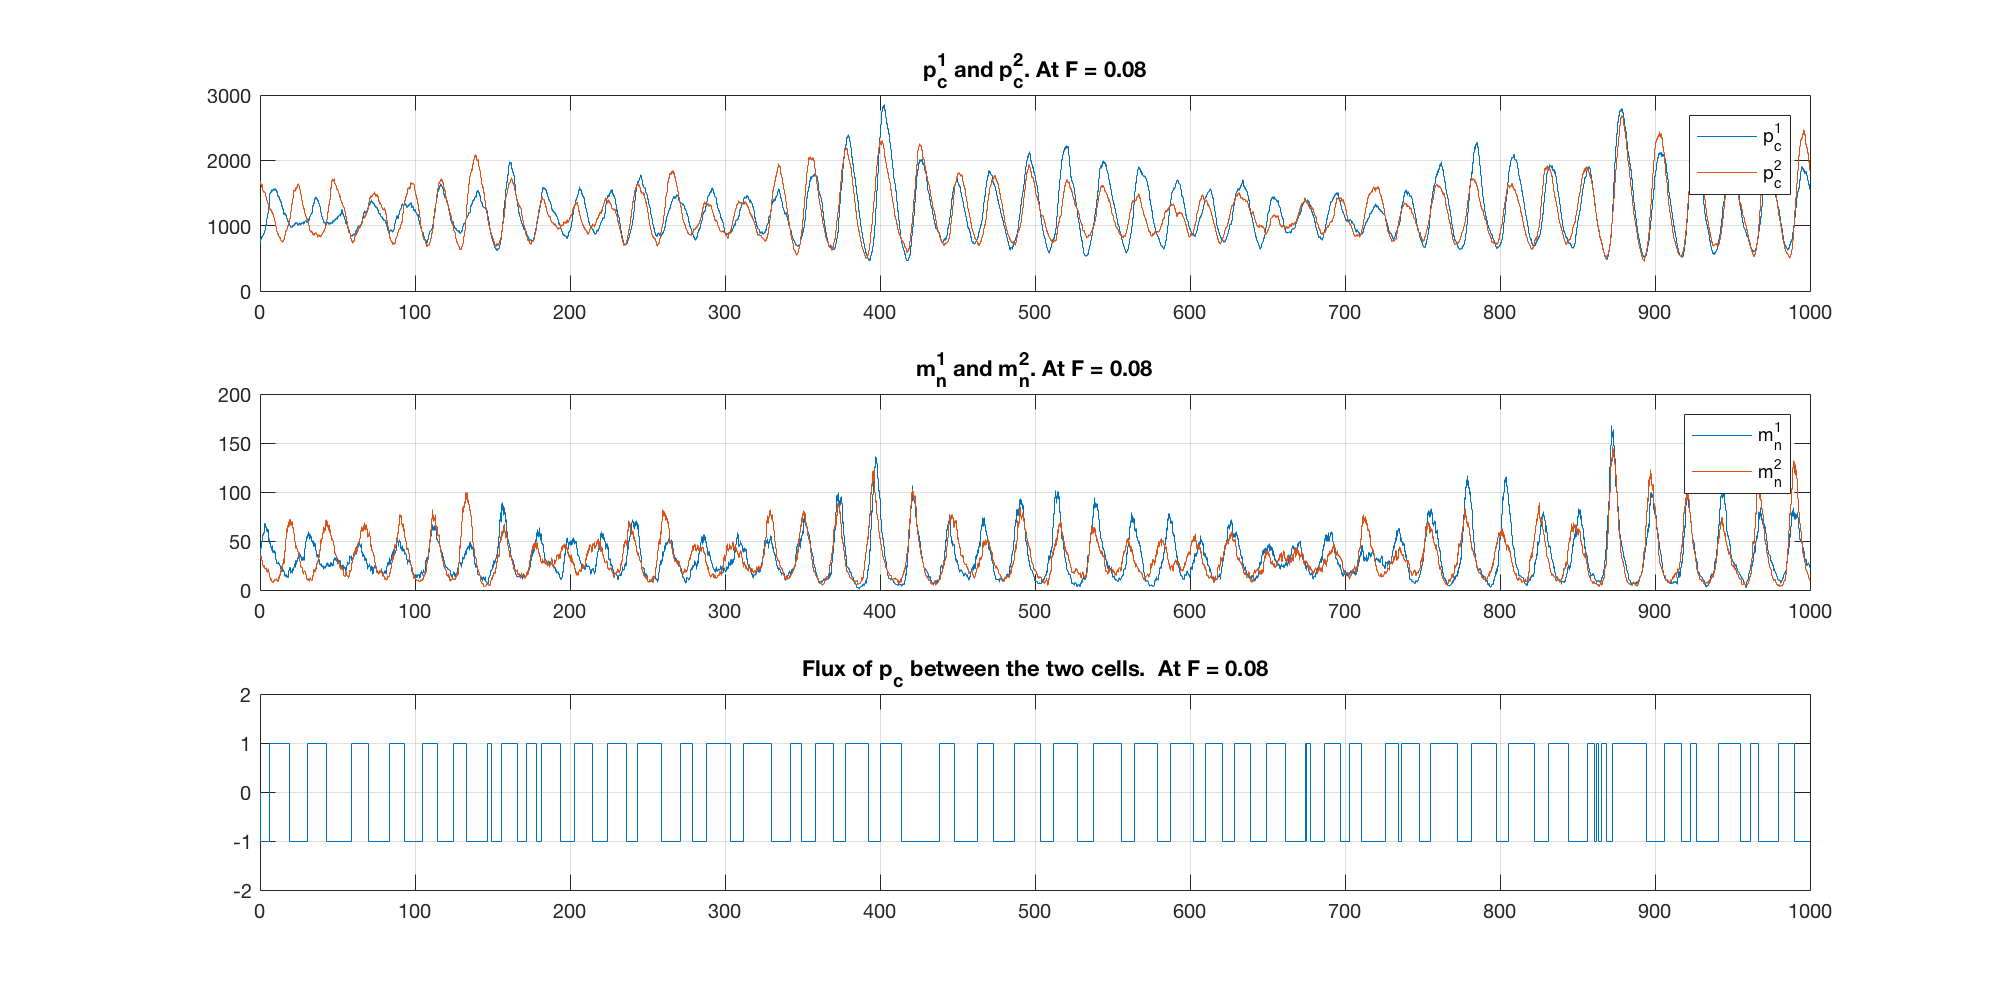 p_c^1 and p_c^2. At F = 0.08
3000
2000
1000
0
0 100 200 300 400 500 600 700 800 900 1000
p_c^1
p_c^2
m_n^1 and m_n^2. At F = 0.08
200
150
100
50
0
0 100 200 300 400 500 600 700 800 900 1000
m_n^1
m_n^2
Flux of p_c between the two cells.  At F = 0.08
2
1
0
-1
-2
0 100 200 300 400 500 600 700 800 900 1000